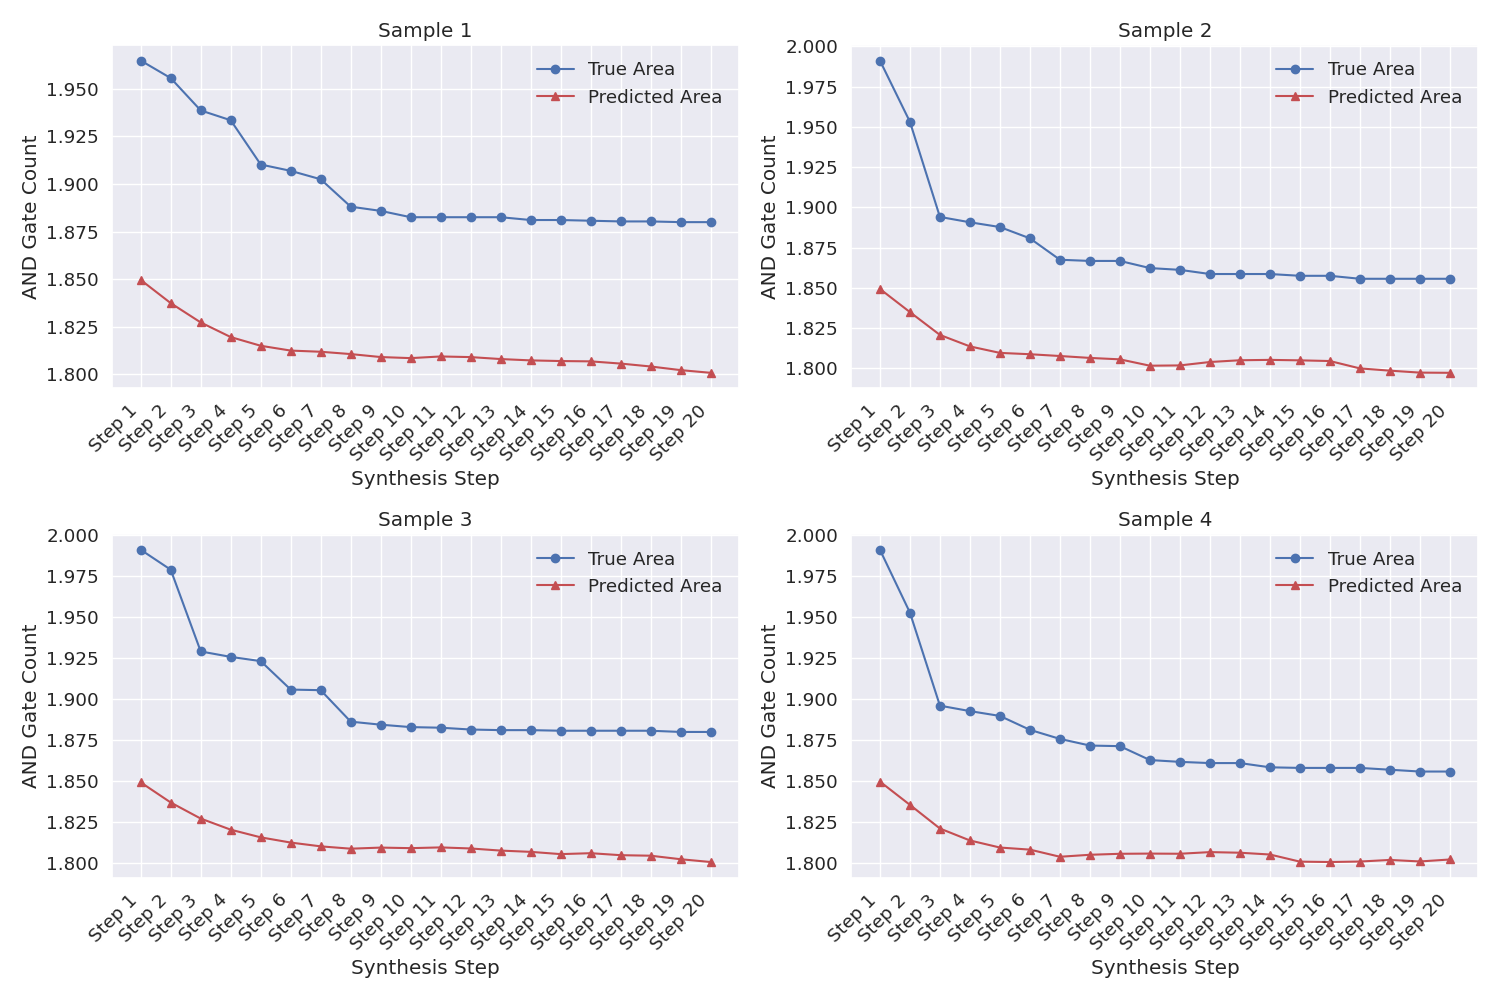 Sample 1
AND Gate Count
1.950
1.925
1.900
1.875
1.850
1.825
1.800
True Area
Predicted Area
Step 1
Step 2
Step 3
Step 4
Step 5
Step 6
Step 7
Step 8
Step 9
Step 10
Step 11
Step 12
Step 13
Step 14
Step 15
Step 16
Step 17
Step 18
Step 19
Step 20
Synthesis Step
Sample 2
AND Gate Count
2.000
1.975
1.950
1.925
1.900
1.875
1.850
1.825
1.800
True Area
Predicted Area
Step 1
Step 2
Step 3
Step 4
Step 5
Step 6
Step 7
Step 8
Step 9
Step 10
Step 11
Step 12
Step 13
Step 14
Step 15
Step 16
Step 17
Step 18
Step 19
Step 20
Synthesis Step
Sample 3
AND Gate Count
2.000
1.975
1.950
1.925
1.900
1.875
1.850
1.825
1.800
True Area
Predicted Area
Step 1
Step 2
Step 3
Step 4
Step 5
Step 6
Step 7
Step 8
Step 9
Step 10
Step 11
Step 12
Step 13
Step 14
Step 15
Step 16
Step 17
Step 18
Step 19
Step 20
Synthesis Step
Sample 4
AND Gate Count
2.000
1.975
1.950
1.925
1.900
1.875
1.850
1.825
1.800
True Area
Predicted Area
Step 1
Step 2
Step 3
Step 4
Step 5
Step 6
Step 7
Step 8
Step 9
Step 10
Step 11
Step 12
Step 13
Step 14
Step 15
Step 16
Step 17
Step 18
Step 19
Step 20
Synthesis Step